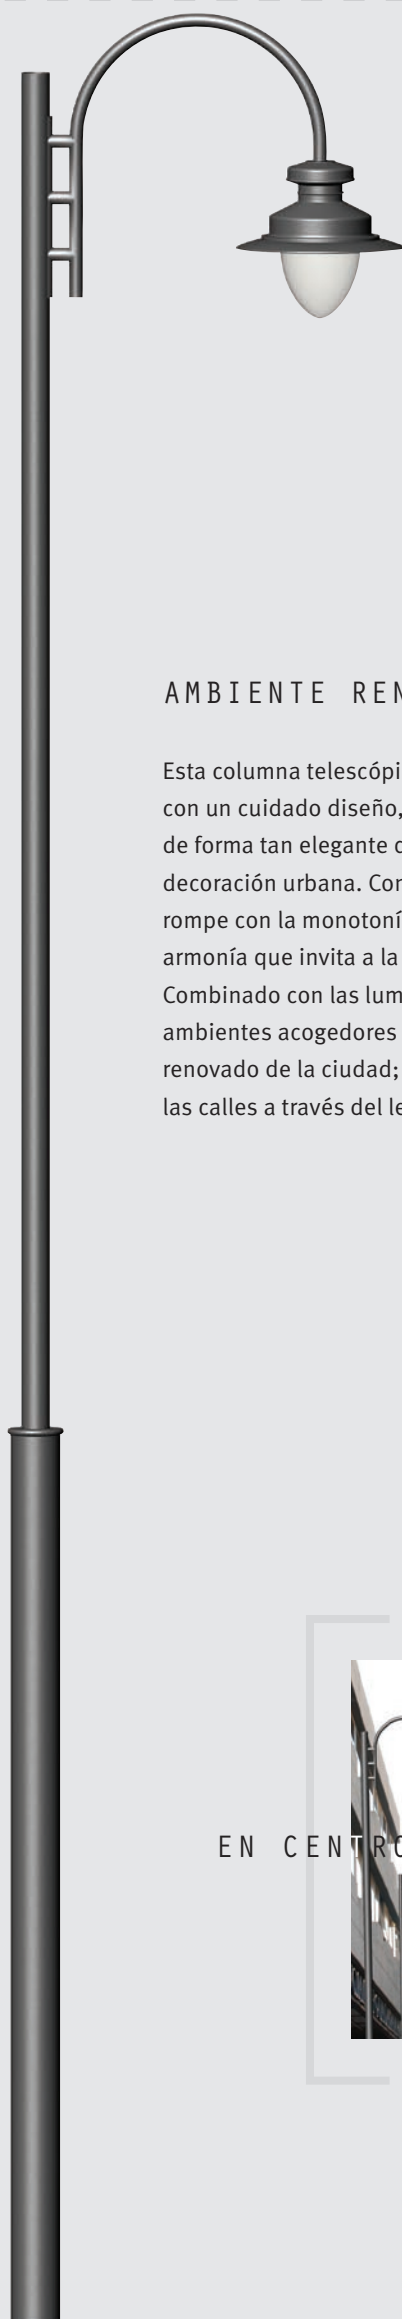 AMBIENTE REN
Esta columna telescópi
con un cuidado diseño,
de forma tan elegante c
decoración urbana. Con
rompe con la monotoní
armonía que invita a la
Combinado con las lum
ambientes acogedores
renovado de la ciudad;
las calles a través del le
EN CENTRO